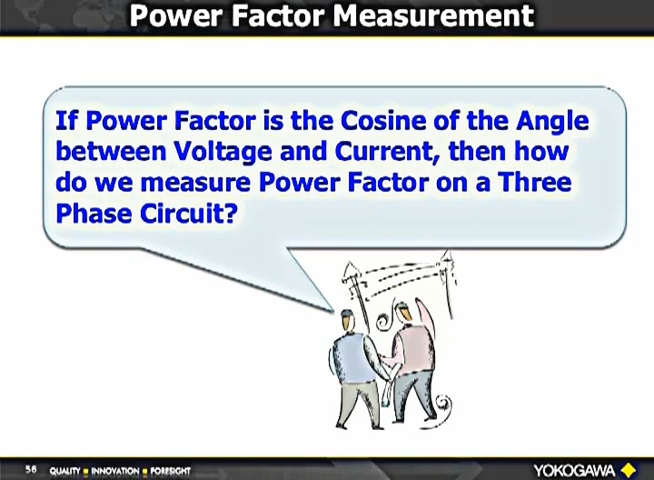 Power Factor Measurement
If Power Factor is the Cosine of the Angle
between Voltage and Current, then how
do we measure Power Factor on a Three
Phase Circuit?
56 QUALITY INNOVATION FORESIGHT YOKOGAWA